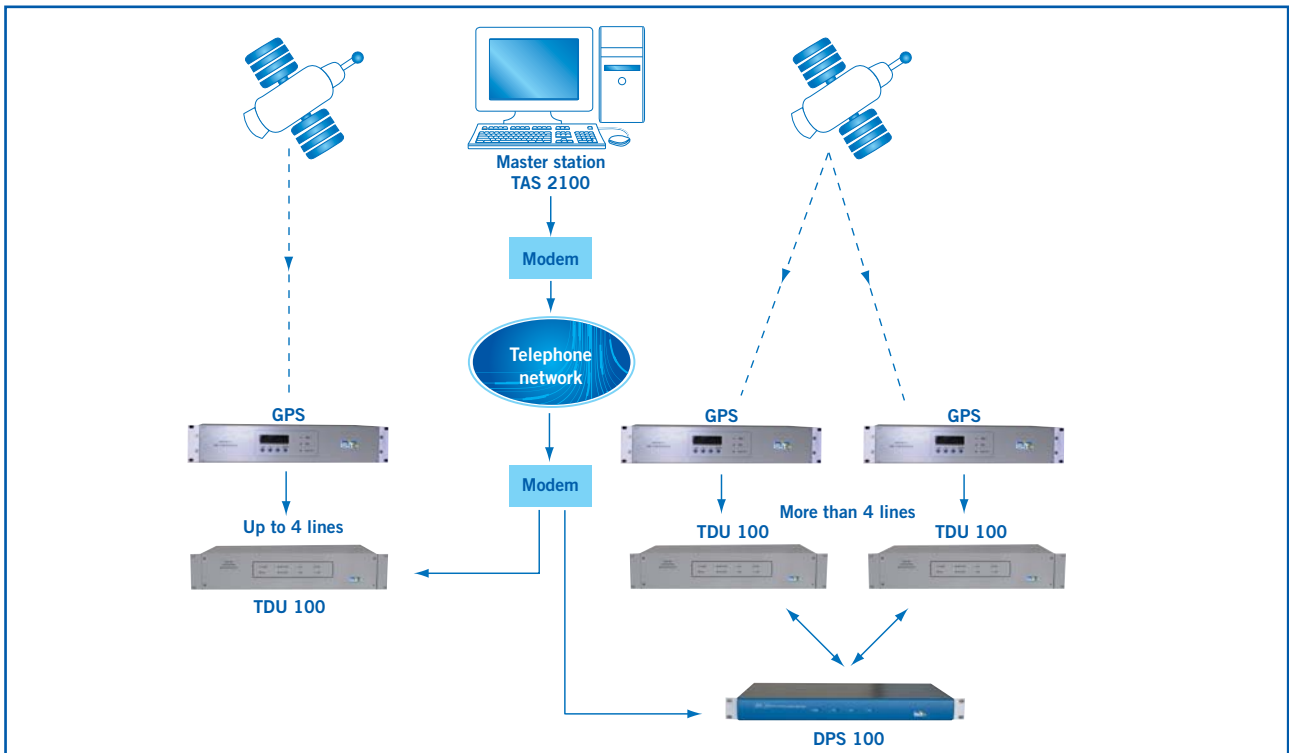 Master station
TAS 2100
Modem
Telephone
network
GPS
GPS
GPS
Modem
Up to 4 lines
More than 4 lines
TDU 100
TDU 100
TDU 100
DPS 100